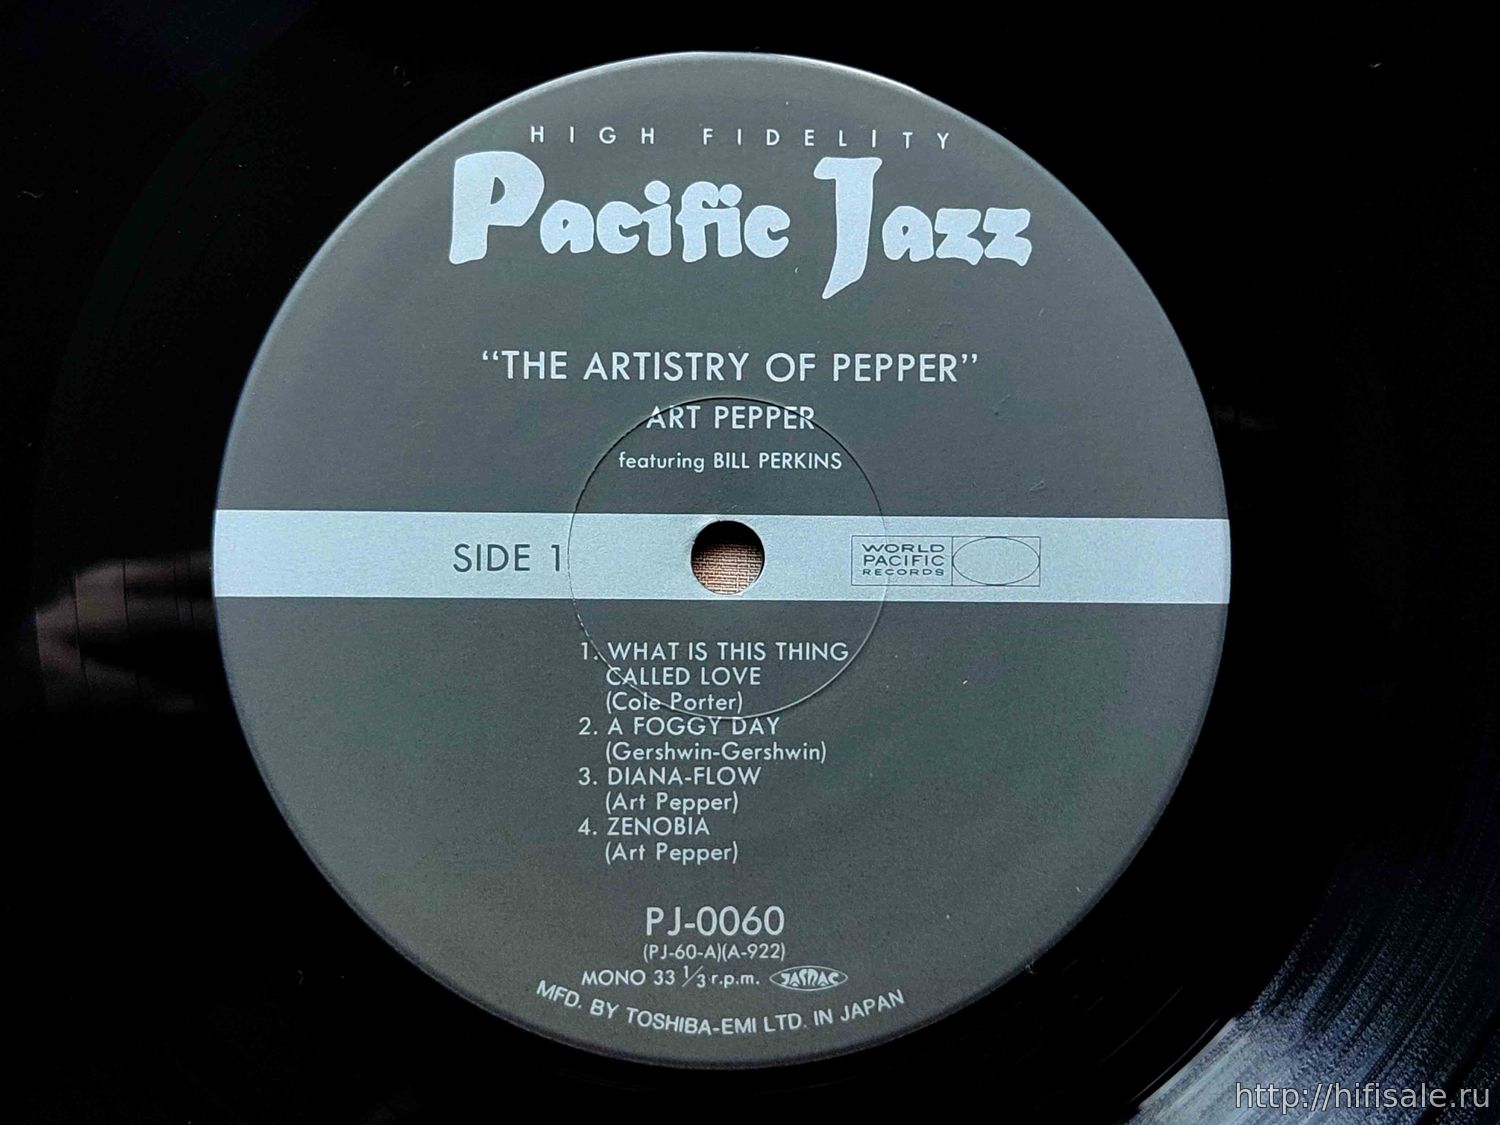 HIGH FIDELITY
Pacific Jazz
“THE ARTISTRY OF PEPPER”
ART PEPPER
featuring BILL PERKINS
SIDE 1
WORLD
PACIFIC
RECORDS
1. WHAT IS THIS THING
CALLED LOVE
(Cole Porter)
2. A FOGGY DAY
(Gershwin-Gershwin)
3. DIANA-FLOW
(Art Pepper)
4. ZENOBIA
(Art Pepper)
PJ-0060
(PJ-60-A)(A-922)
MONO 33 1/3 r.p.m. JASRAC
MFD. BY TOSHIBA-EMI LTD. IN JAPAN
http://hifisale.ru